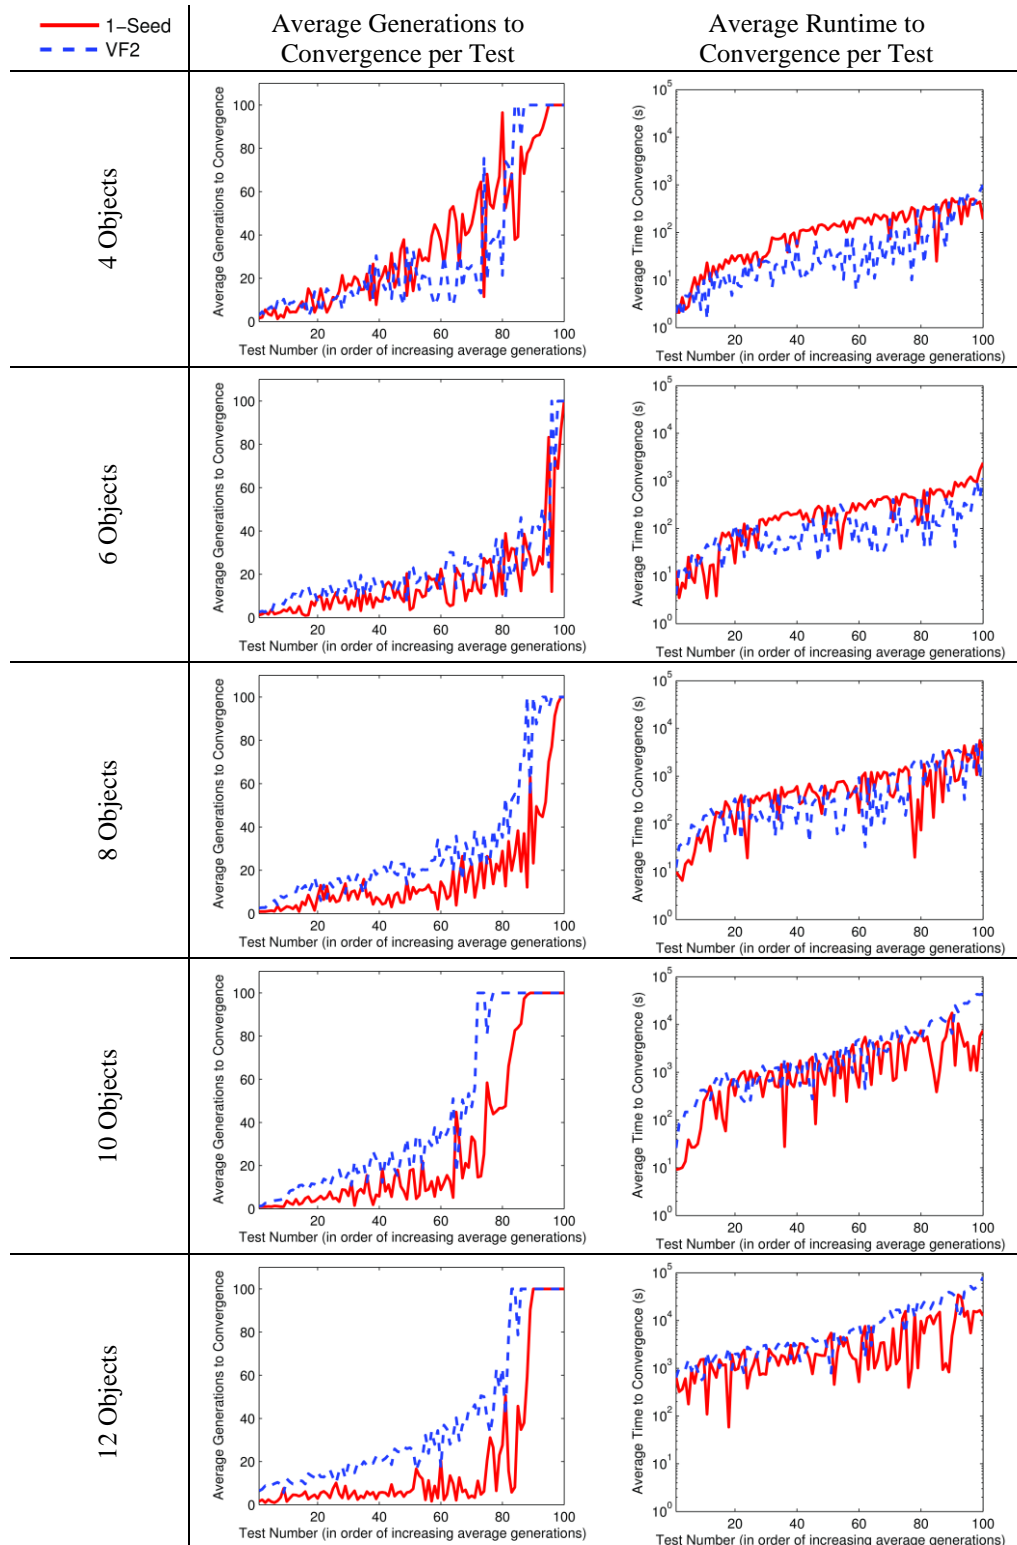 1-Seed
VF2
Average Generations to
Convergence per Test
Average Runtime to
Convergence per Test
4 Objects
Average Generations to Convergence
100
80
60
40
20
0
20 40 60 80 100
Test Number (in order of increasing average generations)
Average Time to Convergence (s)
10^5
10^4
10^3
10^2
10^1
10^0
20 40 60 80 100
Test Number (in order of increasing average generations)
6 Objects
Average Generations to Convergence
100
80
60
40
20
0
20 40 60 80 100
Test Number (in order of increasing average generations)
Average Time to Convergence (s)
10^5
10^4
10^3
10^2
10^1
10^0
20 40 60 80 100
Test Number (in order of increasing average generations)
8 Objects
Average Generations to Convergence
100
80
60
40
20
0
20 40 60 80 100
Test Number (in order of increasing average generations)
Average Time to Convergence (s)
10^5
10^4
10^3
10^2
10^1
10^0
20 40 60 80 100
Test Number (in order of increasing average generations)
10 Objects
Average Generations to Convergence
100
80
60
40
20
0
20 40 60 80 100
Test Number (in order of increasing average generations)
Average Time to Convergence (s)
10^5
10^4
10^3
10^2
10^1
10^0
20 40 60 80 100
Test Number (in order of increasing average generations)
12 Objects
Average Generations to Convergence
100
80
60
40
20
0
20 40 60 80 100
Test Number (in order of increasing average generations)
Average Time to Convergence (s)
10^5
10^4
10^3
10^2
10^1
10^0
20 40 60 80 100
Test Number (in order of increasing average generations)